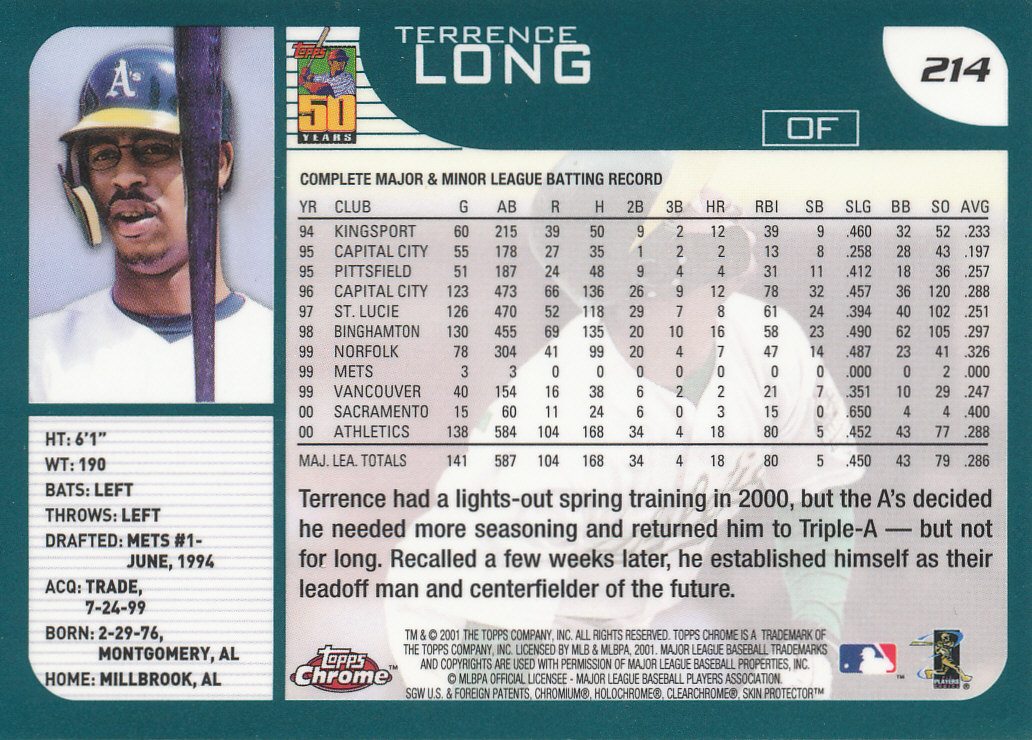 TERRENCE
LONG
214
OF
A's
Topps
50
YEARS
COMPLETE MAJOR & MINOR LEAGUE BATTING RECORD
YR CLUB G AB R H 2B 3B HR RBI SB SLG BB SO AVG
94 KINGSPORT 60 215 39 50 9 2 12 39 9 .460 32 52 .233
95 CAPITAL CITY 55 178 27 35 1 2 2 13 8 .258 28 43 .197
95 PITTSFIELD 51 187 24 48 9 4 4 31 11 .412 18 36 .257
96 CAPITAL CITY 123 473 66 136 26 9 12 78 32 .457 36 120 .288
97 ST. LUCIE 126 470 52 118 29 7 8 61 24 .394 40 102 .251
98 BINGHAMTON 130 455 69 135 20 10 16 58 23 .490 62 105 .297
99 NORFOLK 78 304 41 99 20 4 7 47 14 .487 23 41 .326
99 METS 3 3 0 0 0 0 0 0 0 .000 0 2 .000
99 VANCOUVER 40 154 16 38 6 2 2 21 7 .351 10 29 .247
00 SACRAMENTO 15 60 11 24 6 0 3 15 0 .650 4 4 .400
00 ATHLETICS 138 584 104 168 34 4 18 80 5 .452 43 77 .288
MAJ. LEA. TOTALS 141 587 104 168 34 4 18 80 5 .450 43 79 .286
HT: 6'1"
WT: 190
BATS: LEFT
THROWS: LEFT
DRAFTED: METS #1-
JUNE, 1994
ACQ: TRADE,
7-24-99
BORN: 2-29-76,
MONTGOMERY, AL
HOME: MILLBROOK, AL
Terrence had a lights-out spring training in 2000, but the A's decided
he needed more seasoning and returned him to Triple-A — but not
for long. Recalled a few weeks later, he established himself as their
leadoff man and centerfielder of the future.
Topps
Chrome™
TM & © 2001 THE TOPPS COMPANY, INC. ALL RIGHTS RESERVED. TOPPS CHROME IS A TRADEMARK OF
THE TOPPS COMPANY, INC. LICENSED BY MLB & MLBPA, 2001. MAJOR LEAGUE BASEBALL TRADEMARKS
AND COPYRIGHTS ARE USED WITH PERMISSION OF MAJOR LEAGUE BASEBALL PROPERTIES, INC.
© MLBPA OFFICIAL LICENSEE - MAJOR LEAGUE BASEBALL PLAYERS ASSOCIATION.
SGW U.S. & FOREIGN PATENTS, CHROMIUM®, HOLOCHROME®, CLEARCHROME®, SKIN PROTECTOR™
™
PLAYERS
CHOICE
®